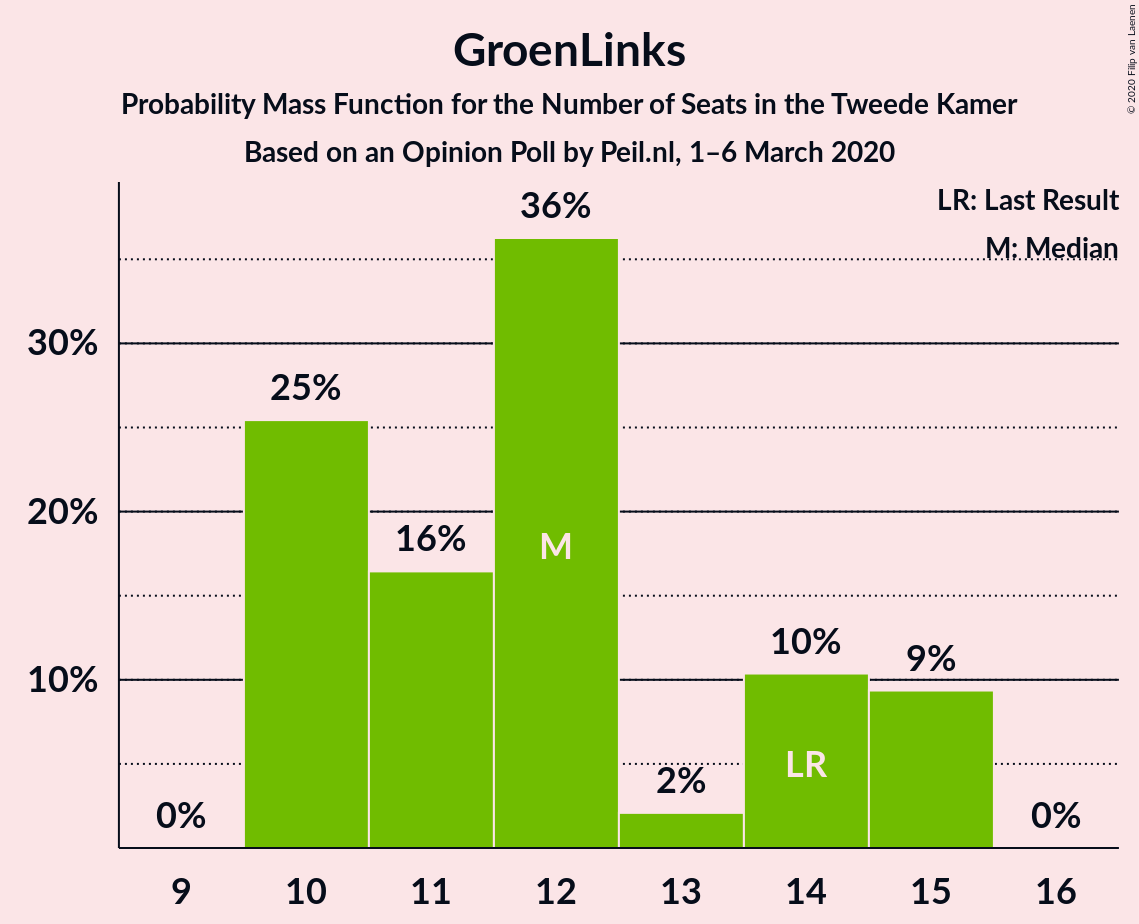 GroenLinks
Probability Mass Function for the Number of Seats in the Tweede Kamer
Based on an Opinion Poll by Peil.nl, 1–6 March 2020
© 2020 Filip van Laenen
LR: Last Result
M: Median
30%
20%
10%
0%
25%
16%
36%
M
2%
10%
LR
9%
0%
9
10
11
12
13
14
15
16